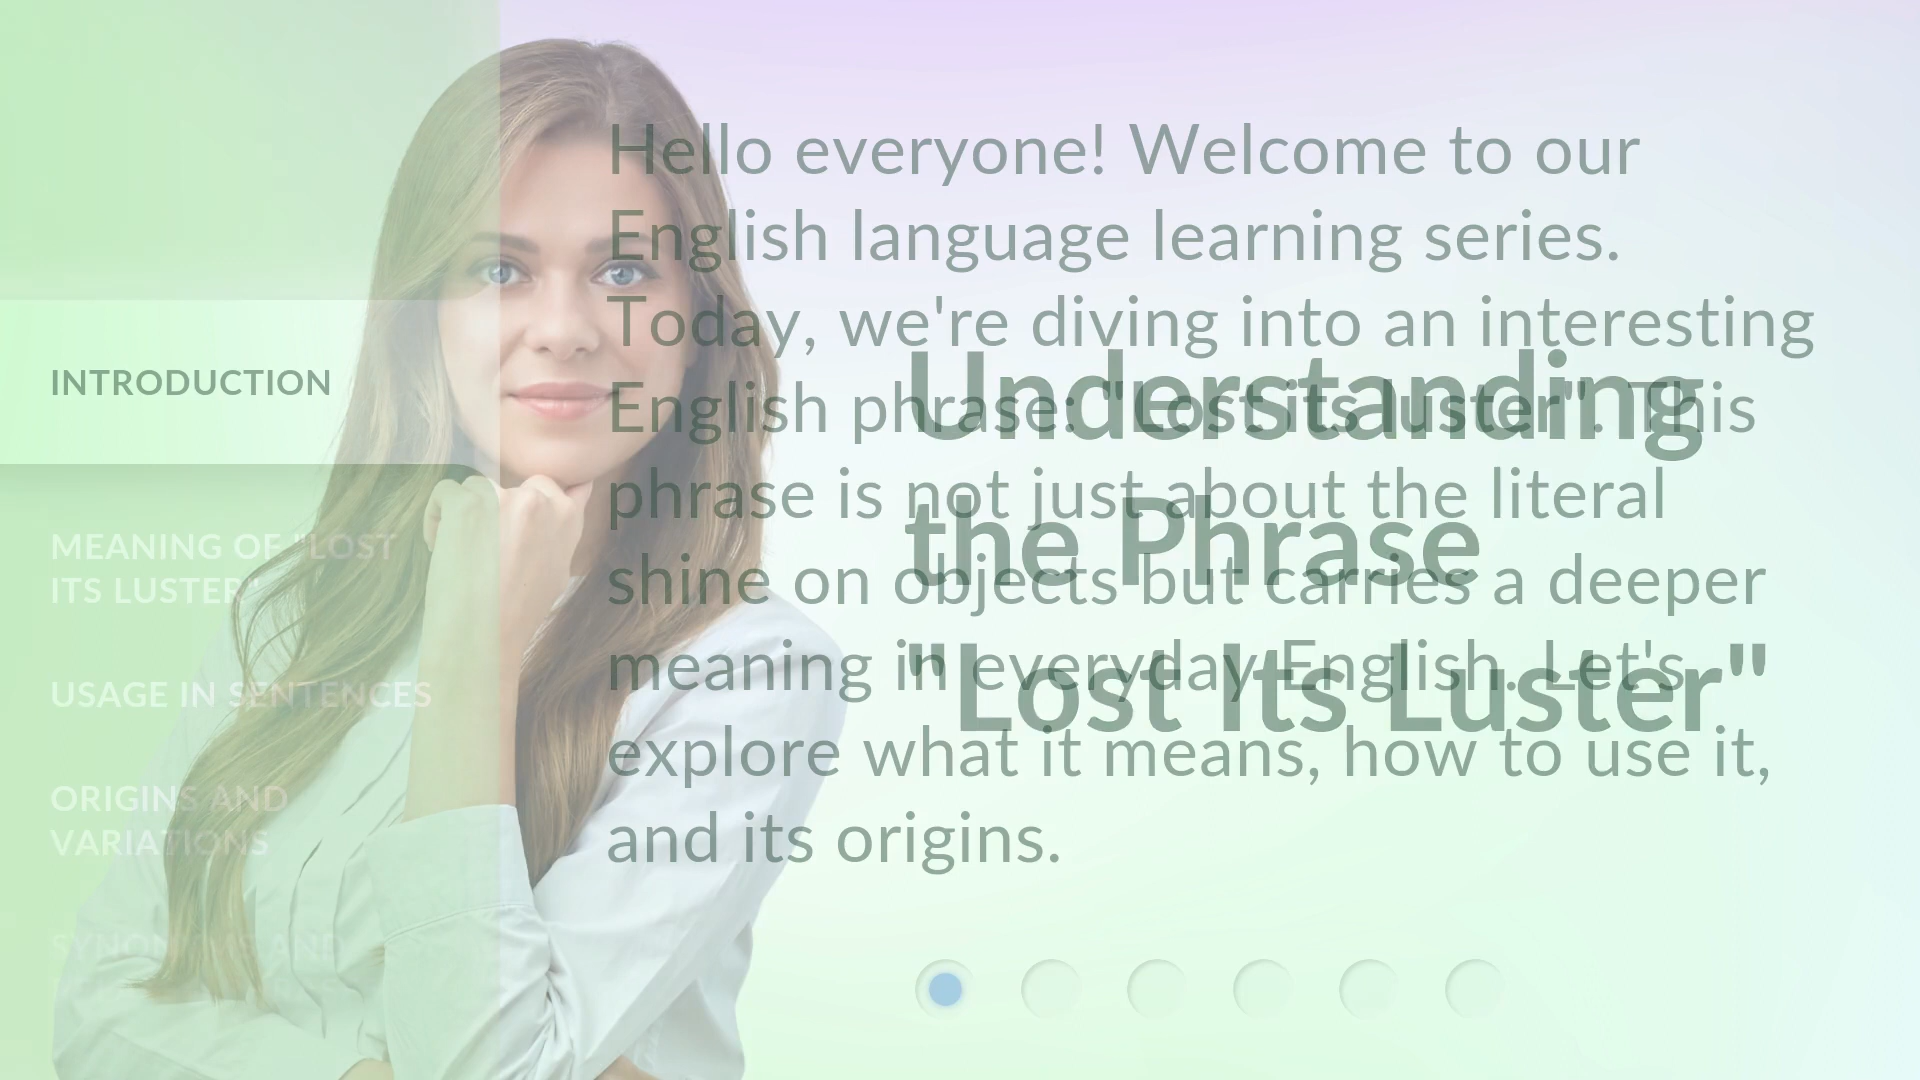 INTRODUCTION
MEANING OF "LOST
ITS LUSTER"
USAGE IN SENTENCES
ORIGINS AND
VARIATIONS
SYNONYMS AND
Hello everyone! Welcome to our
English language learning series.
Today, we're diving into an interesting
English phrase: "Lost its luster". This
phrase is not just about the literal
shine on objects but carries a deeper
meaning in everyday English. Let's
explore what it means, how to use it,
and its origins.
Understanding
the Phrase
"Lost Its Luster"